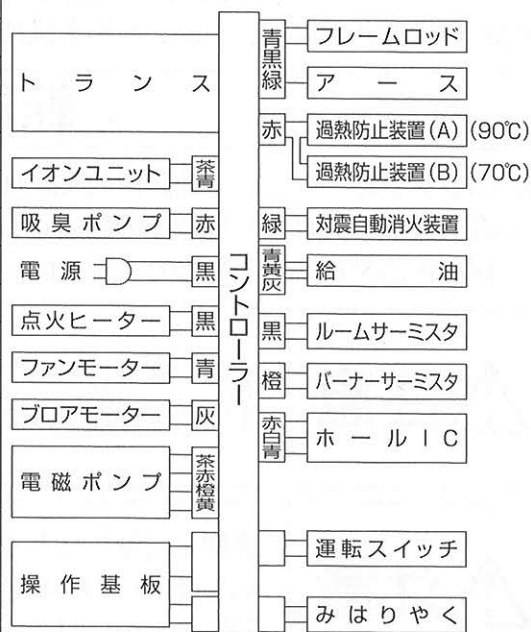 トランス
イオンユニット 茶青
吸臭ポンプ 赤
電源 黒
点火ヒーター 黒
ファンモーター 青
ブロアモーター 灰
電磁ポンプ 茶赤橙黄
操作基板
コントローラー
青黒緑 フレームロッド
アース
赤 過熱防止装置(A) (90℃)
過熱防止装置(B) (70℃)
緑 対震自動消火装置
青黄灰 給油
黒 ルームサーミスタ
橙 バーナーサーミスタ
赤白青 ホールIC
運転スイッチ
みはりやく